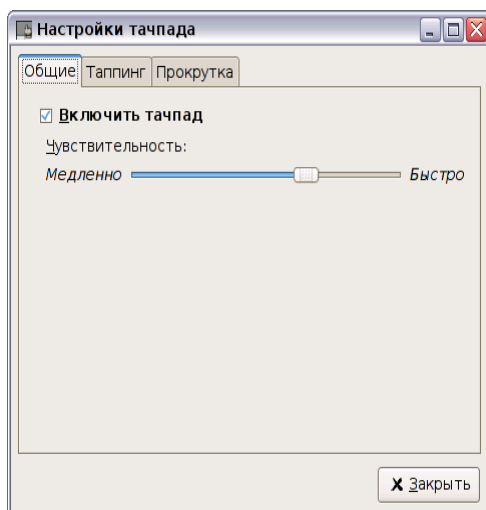 Настройки тачпада
Общие Таппинг Прокрутка
Включить тачпад
Чувствительность:
Медленно Быстро
Закрыть